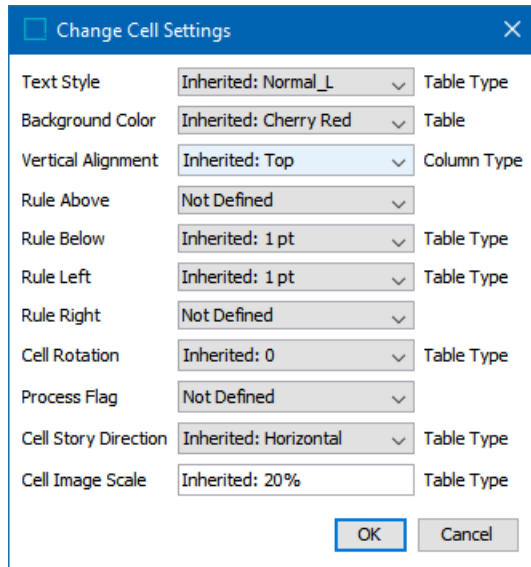 Change Cell Settings
Text Style Inherited: Normal_L Table Type
Background Color Inherited: Cherry Red Table
Vertical Alignment Inherited: Top Column Type
Rule Above Not Defined
Rule Below Inherited: 1 pt Table Type
Rule Left Inherited: 1 pt Table Type
Rule Right Not Defined
Cell Rotation Inherited: 0 Table Type
Process Flag Not Defined
Cell Story Direction Inherited: Horizontal Table Type
Cell Image Scale Inherited: 20% Table Type
OK Cancel